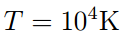 T = 10⁴K